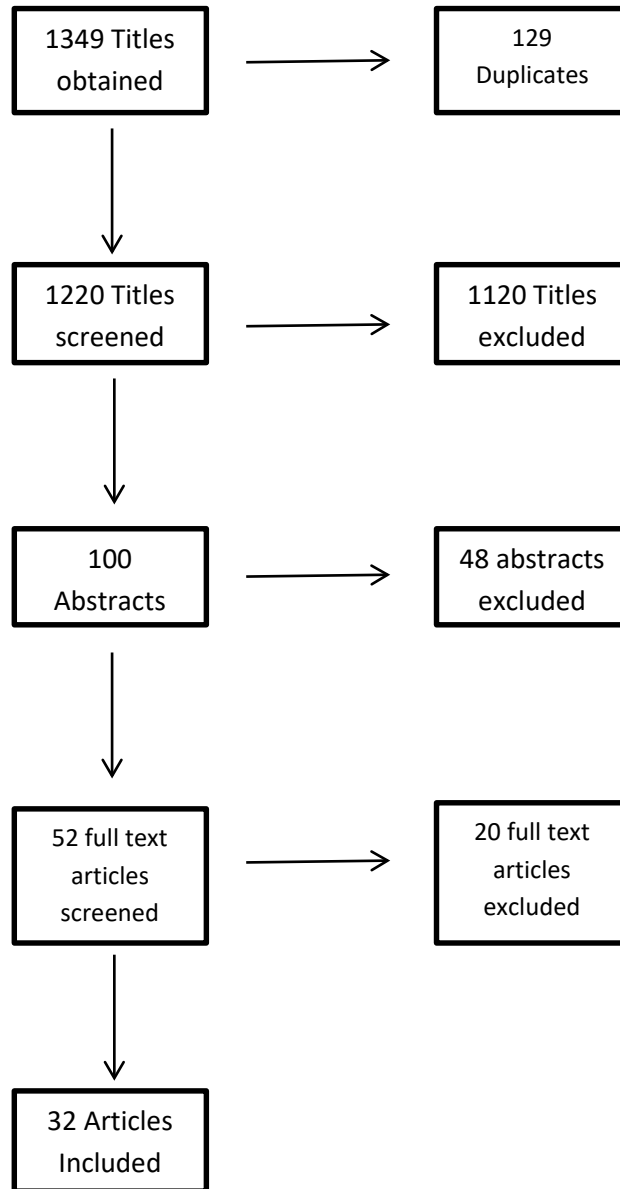 1349 Titles
obtained
129
Duplicates
1220 Titles
screened
1120 Titles
excluded
100
Abstracts
48 abstracts
excluded
52 full text
articles
screened
20 full text
articles
excluded
32 Articles
Included